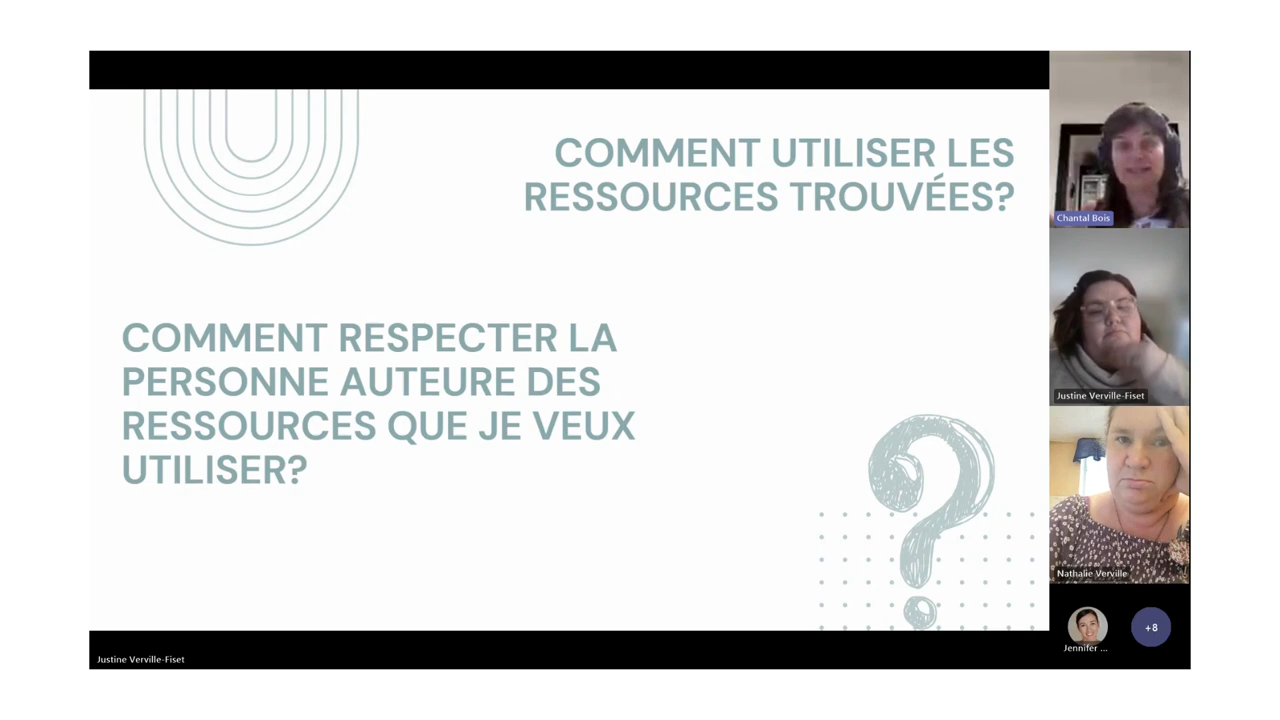 COMMENT UTILISER LES
RESSOURCES TROUVÉES?
COMMENT RESPECTER LA
PERSONNE AUTEURE DES
RESSOURCES QUE JE VEUX
UTILISER?
Chantal Bois
Justine Verville-Fiset
Nathalie Verville
Jennifer ...
+8
Justine Verville-Fiset